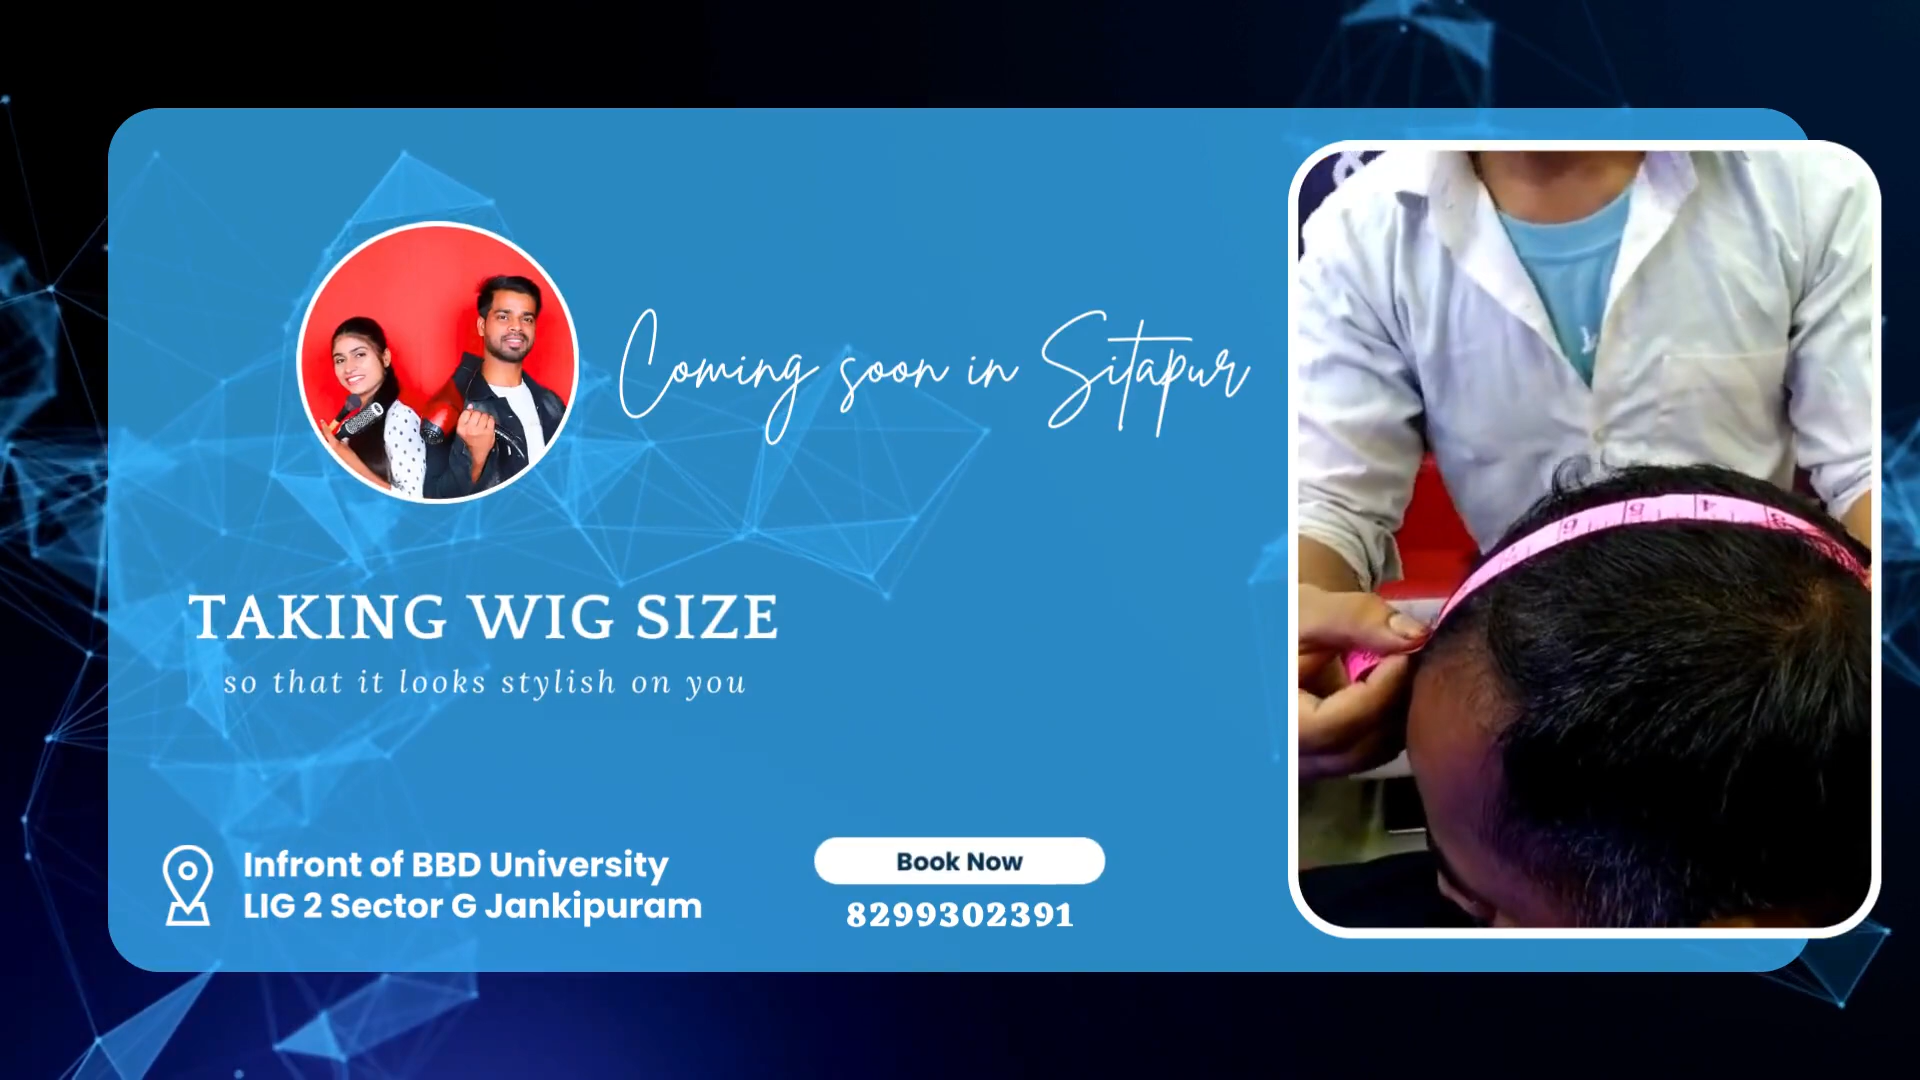 Coming soon in Sitapur
TAKING WIG SIZE
so that it looks stylish on you
Infront of BBD University
LIG 2 Sector G Jankipuram
Book Now
8299302391